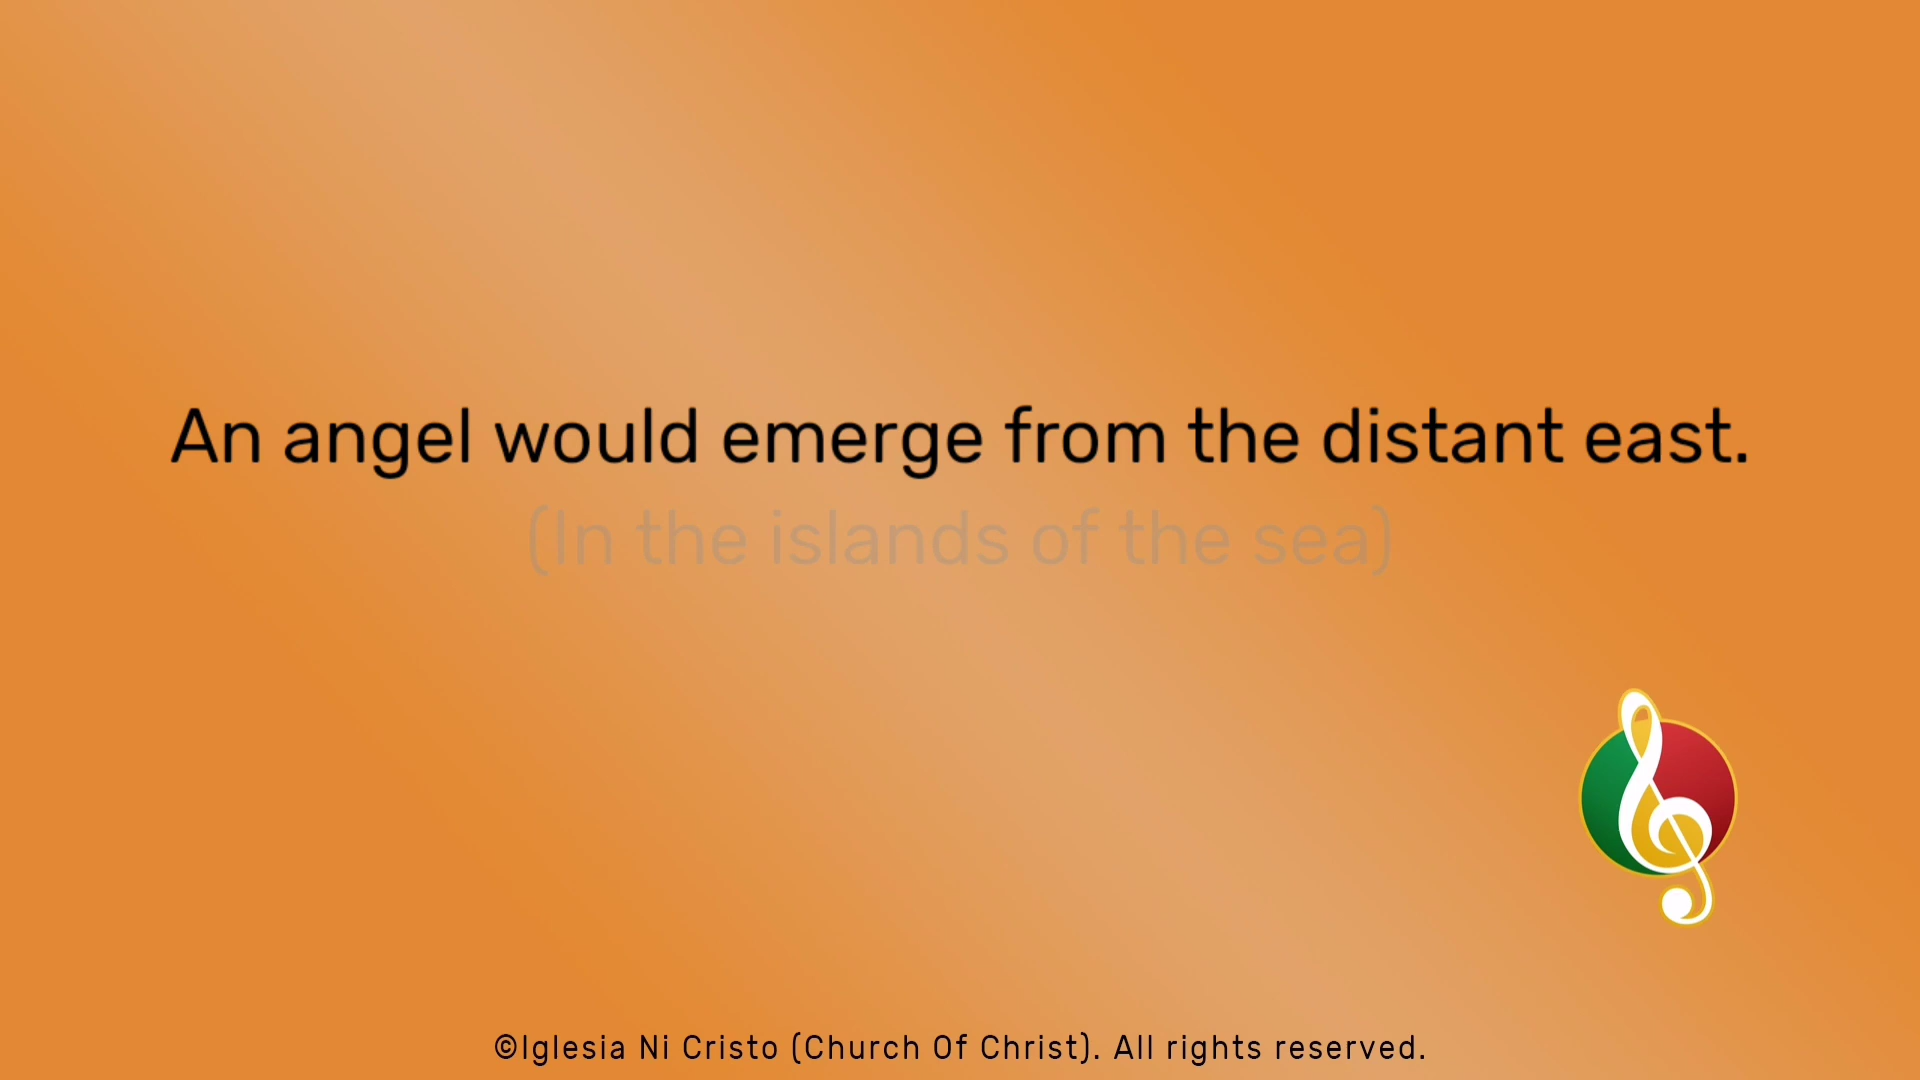 An angel would emerge from the distant east.
(In the islands of the sea)
©Iglesia Ni Cristo (Church Of Christ). All rights reserved.